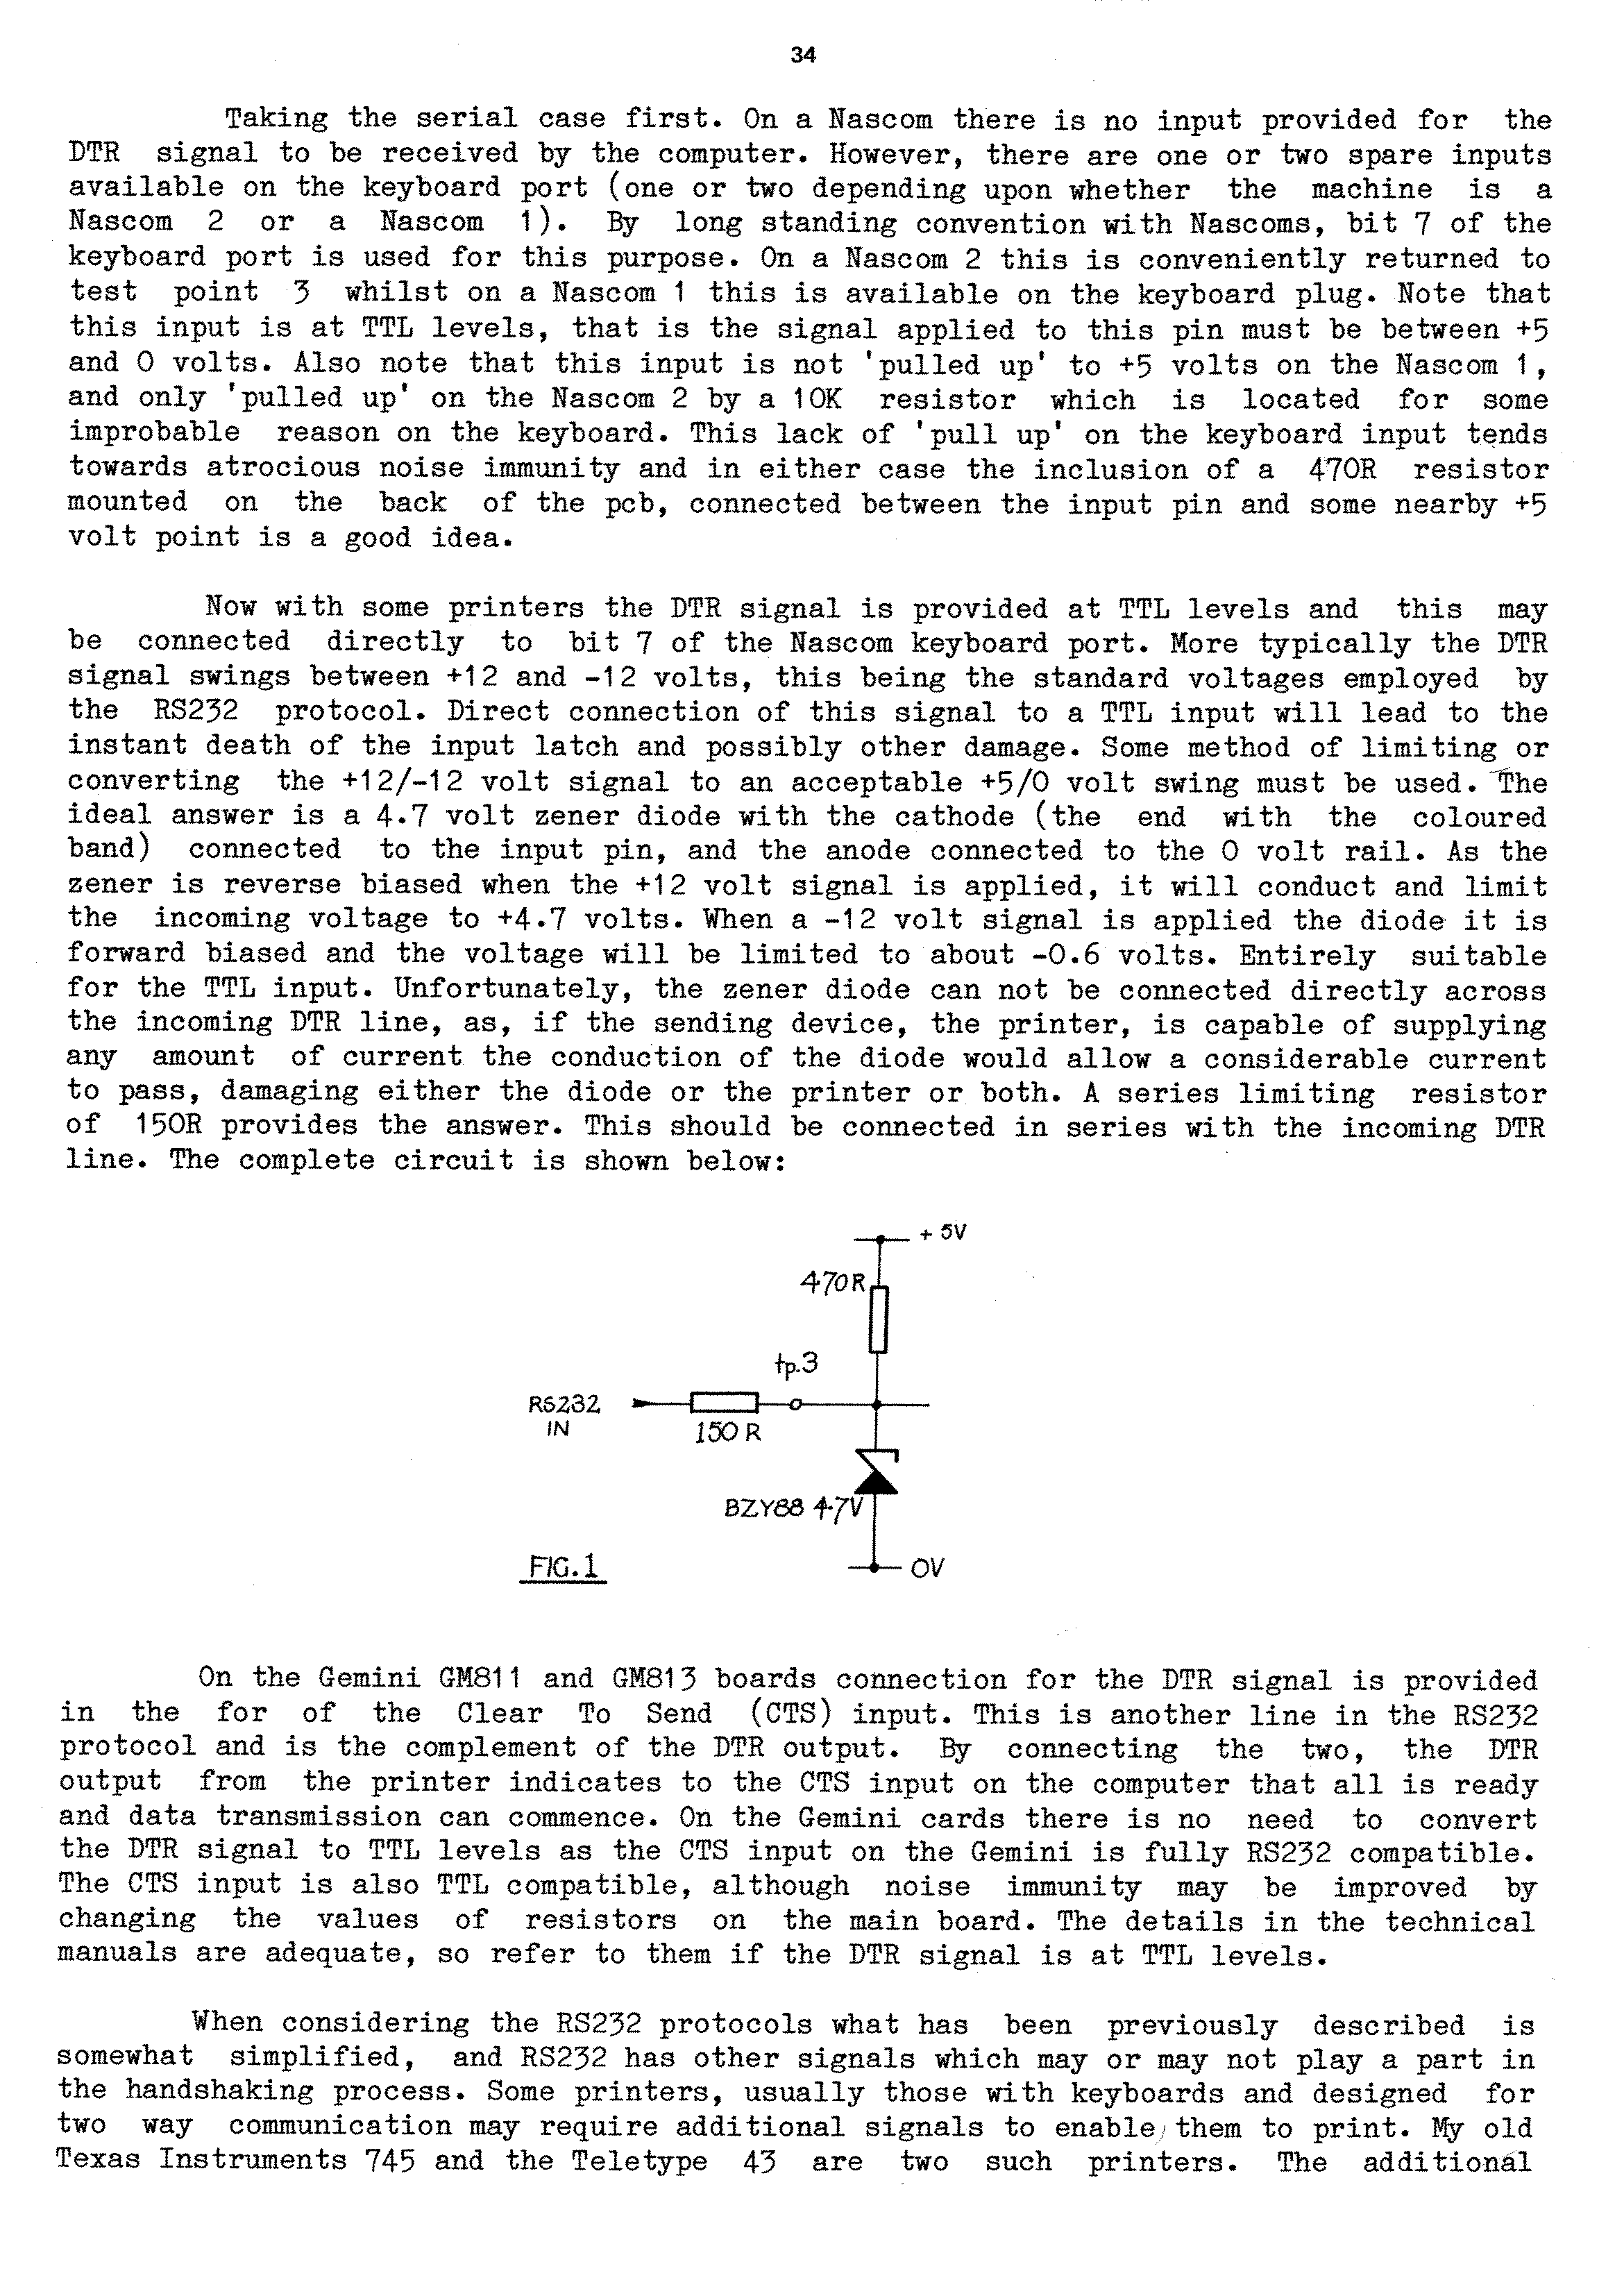 34
Taking the serial case first. On a Nascom there is no input provided for the
DTR signal to be received by the computer. However, there are one or two spare inputs
available on the keyboard port (one or two depending upon whether the machine is a
Nascom 2 or a Nascom 1). By long standing convention with Nascoms, bit 7 of the
keyboard port is used for this purpose. On a Nascom 2 this is conveniently returned to
test point 3 whilst on a Nascom 1 this is available on the keyboard plug. Note that
this input is at TTL levels, that is the signal applied to this pin must be between +5
and 0 volts. Also note that this input is not 'pulled up' to +5 volts on the Nascom 1,
and only 'pulled up' on the Nascom 2 by a 10K resistor which is located for some
improbable reason on the keyboard. This lack of 'pull up' on the keyboard input tends
towards atrocious noise immunity and in either case the inclusion of a 470R resistor
mounted on the back of the pcb, connected between the input pin and some nearby +5
volt point is a good idea.
Now with some printers the DTR signal is provided at TTL levels and this may
be connected directly to bit 7 of the Nascom keyboard port. More typically the DTR
signal swings between +12 and -12 volts, this being the standard voltages employed by
the RS232 protocol. Direct connection of this signal to a TTL input will lead to the
instant death of the input latch and possibly other damage. Some method of limiting or
converting the +12/-12 volt signal to an acceptable +5/0 volt swing must be used. The
ideal answer is a 4.7 volt zener diode with the cathode (the end with the coloured
band) connected to the input pin, and the anode connected to the 0 volt rail. As the
zener is reverse biased when the +12 volt signal is applied, it will conduct and limit
the incoming voltage to +4.7 volts. When a -12 volt signal is applied the diode it is
forward biased and the voltage will be limited to about -0.6 volts. Entirely suitable
for the TTL input. Unfortunately, the zener diode can not be connected directly across
the incoming DTR line, as, if the sending device, the printer, is capable of supplying
any amount of current the conduction of the diode would allow a considerable current
to pass, damaging either the diode or the printer or both. A series limiting resistor
of 150R provides the answer. This should be connected in series with the incoming DTR
line. The complete circuit is shown below:
+ 5V
470R
tp.3
RS232
IN
150 R
BZY88 4.7V
FIG.1
0V
On the Gemini GM811 and GM813 boards connection for the DTR signal is provided
in the for of the Clear To Send (CTS) input. This is another line in the RS232
protocol and is the complement of the DTR output. By connecting the two, the DTR
output from the printer indicates to the CTS input on the computer that all is ready
and data transmission can commence. On the Gemini cards there is no need to convert
the DTR signal to TTL levels as the CTS input on the Gemini is fully RS232 compatible.
The CTS input is also TTL compatible, although noise immunity may be improved by
changing the values of resistors on the main board. The details in the technical
manuals are adequate, so refer to them if the DTR signal is at TTL levels.
When considering the RS232 protocols what has been previously described is
somewhat simplified, and RS232 has other signals which may or may not play a part in
the handshaking process. Some printers, usually those with keyboards and designed for
two way communication may require additional signals to enable them to print. My old
Texas Instruments 745 and the Teletype 43 are two such printers. The additional